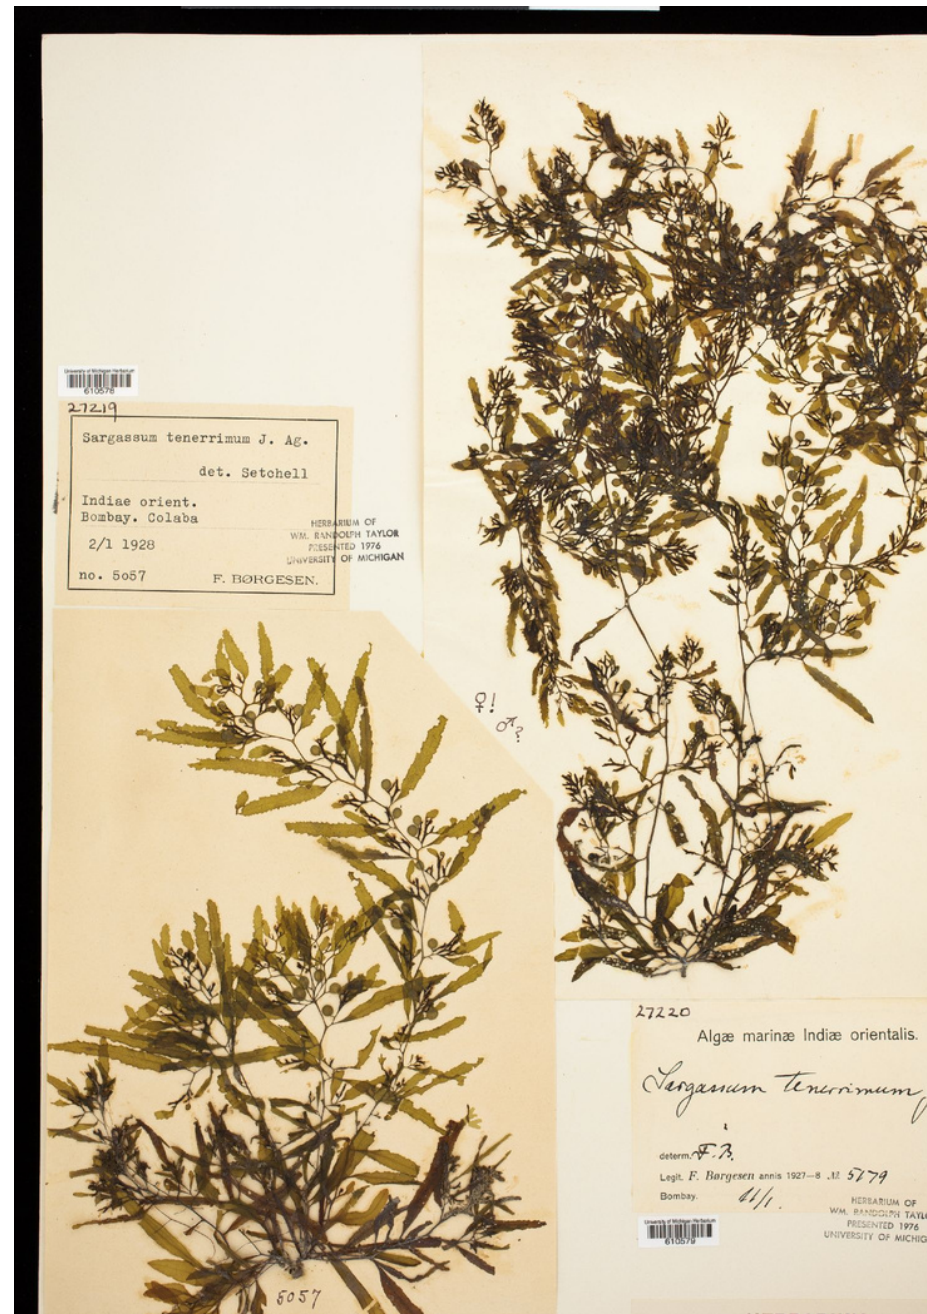 University of Michigan Herbarium
610578
27219
Sargassum tenerrimum J. Ag.
det. Setchell
Indiae orient.
Bombay. Colaba
2/1 1928
no. 5057
F. BØRGESEN.
HERBARIUM OF
WM. RANDOLPH TAYLOR
PRESENTED 1976
UNIVERSITY OF MICHIGAN
♀!
♂?
5057
27220
Algæ marinæ Indiæ orientalis.
Sargassum tenerrimum
determ. F. B.
Legit. F. Børgesen annis 1927–8 № 5179
Bombay. 11/1.
HERBARIUM OF
WM. RANDOLPH TAYLO
PRESENTED 1976
UNIVERSITY OF MICHIG
University of Michigan Herbarium
610579